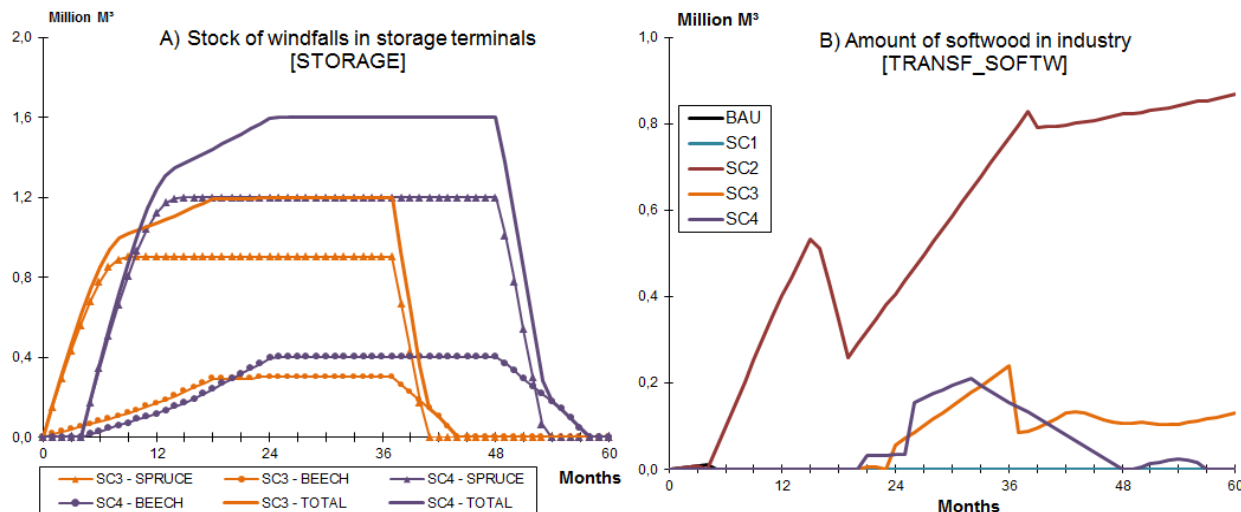 Million M³
A) Stock of windfalls in storage terminals
[STORAGE]
2,0
1,6
1,2
0,8
0,4
0,0
0 12 24 36 48 60
Months
SC3 - SPRUCE SC3 - BEECH SC4 - SPRUCE
SC4 - BEECH SC3 - TOTAL SC4 - TOTAL
Million M³
B) Amount of softwood in industry
[TRANSF_SOFTW]
1,0
0,8
0,6
0,4
0,2
0,0
BAU
SC1
SC2
SC3
SC4
0 12 24 36 48 60
Months